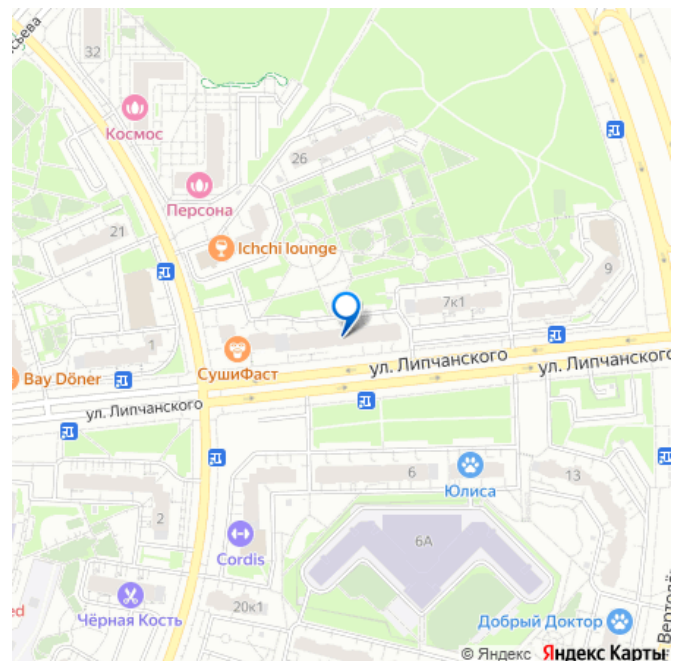 32
Космос
26
Персона
21
Ichchi lounge
9
7к1
1
СушиФаст
ул. Липчанского
ул. Липчанского
Bay Döner
ул. Липчанского
6
Юлиса
13
2
6А
Cordis
Чёрная Кость
20к1
Добрый Доктор
© Яндекс Яндекс Карты